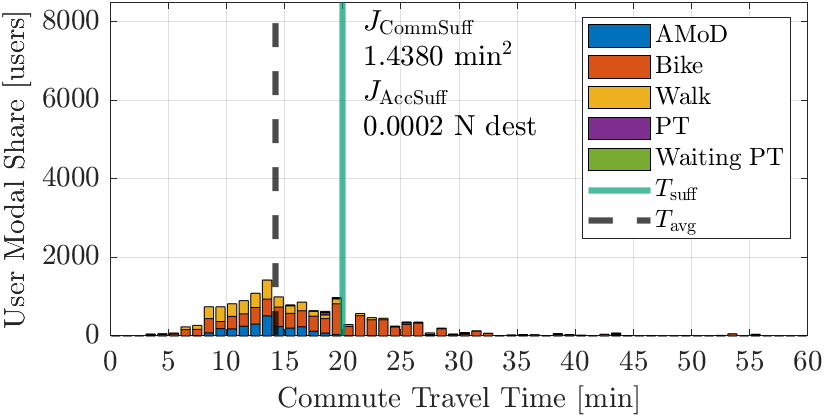 User Modal Share [users]
8000
6000
4000
2000
0
J_CommSuff
1.4380 min²
J_AccSuff
0.0002 N dest
AMoD
Bike
Walk
PT
Waiting PT
T_suff
T_avg
0 5 10 15 20 25 30 35 40 45 50 55 60
Commute Travel Time [min]